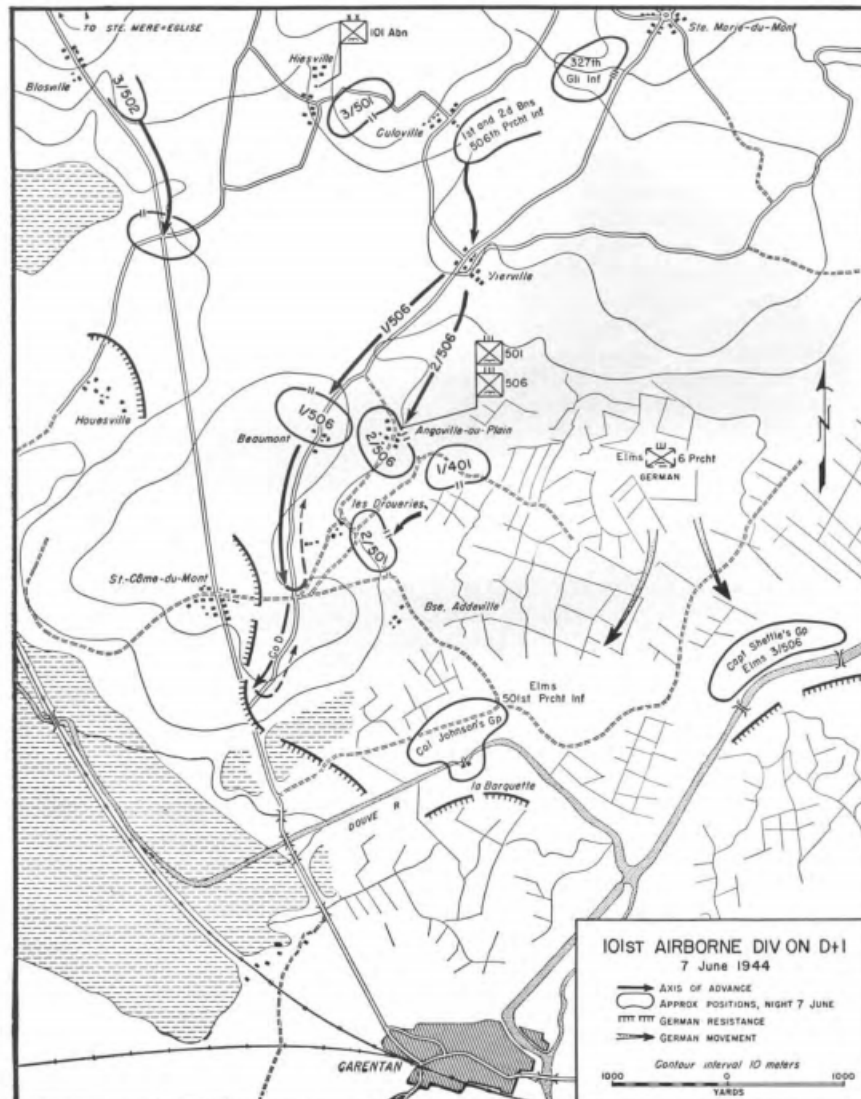 TO STE. MERE-EGLISE
101 Abn
Ste. Marie-du-Mont
Hiesville
Blosville
3/502
327th
Gli Inf
3/501
Culoville
1st and 2d Bns
506th Prcht Inf
Vierville
1/506
2/506
501
506
Houesville
1/506
Beaumont
Angoville-au-Plain
2/506
1/401
Elms
6 Prcht
GERMAN
les Droueries
2/501
St.-Côme-du-Mont
Bse. Addeville
Co D
Capt Shettle's Gp
Elms 3/506
Elms
501st Prcht Inf
Col Johnson's Gp
la Barquette
DOUVE R
CARENTAN
101ST AIRBORNE DIV ON D+1
7 June 1944
AXIS OF ADVANCE
APPROX POSITIONS, NIGHT 7 JUNE
GERMAN RESISTANCE
GERMAN MOVEMENT
Contour interval 10 meters
1000 0 1000
YARDS